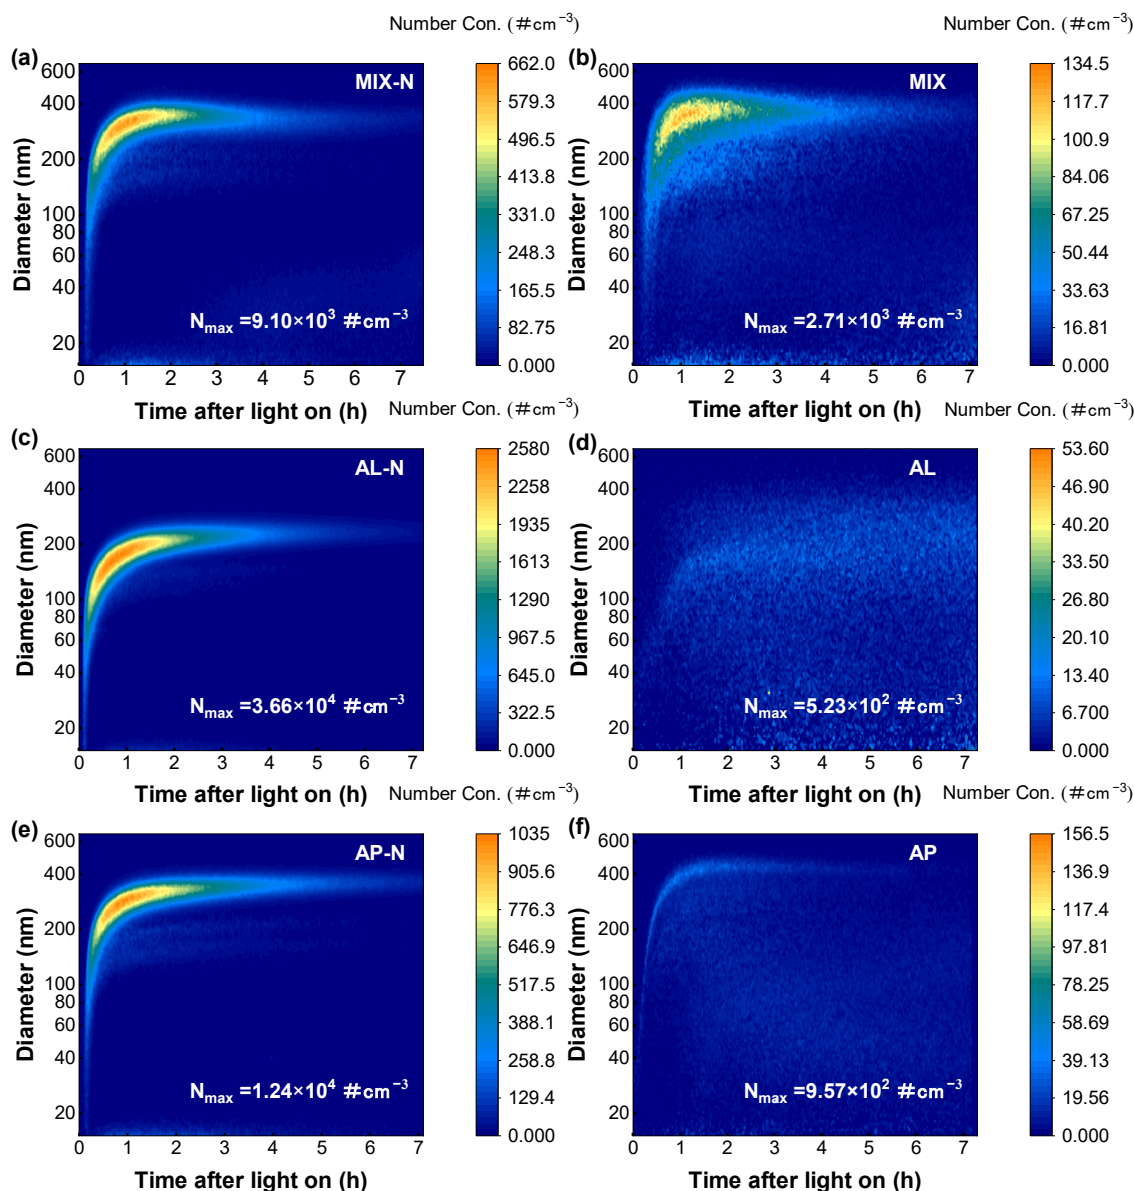 Number Con. (#cm⁻³)
Number Con. (#cm⁻³)
(a)
MIX-N
600
400
200
100
80
60
40
20
Diameter (nm)
0 1 2 3 4 5 6 7
Time after light on (h)
Nmax =9.10×10³ #cm⁻³
662.0
579.3
496.5
413.8
331.0
248.3
165.5
82.75
0.000
(b)
MIX
600
400
200
100
80
60
40
20
Diameter (nm)
0 1 2 3 4 5 6 7
Time after light on (h)
Nmax =2.71×10³ #cm⁻³
134.5
117.7
100.9
84.06
67.25
50.44
33.63
16.81
0.000
Number Con. (#cm⁻³)
Number Con. (#cm⁻³)
(c)
AL-N
600
400
200
100
80
60
40
20
Diameter (nm)
0 1 2 3 4 5 6 7
Time after light on (h)
Nmax =3.66×10⁴ #cm⁻³
2580
2258
1935
1613
1290
967.5
645.0
322.5
0.000
(d)
AL
600
400
200
100
80
60
40
20
Diameter (nm)
0 1 2 3 4 5 6 7
Time after light on (h)
Nmax =5.23×10² #cm⁻³
53.60
46.90
40.20
33.50
26.80
20.10
13.40
6.700
0.000
Number Con. (#cm⁻³)
Number Con. (#cm⁻³)
(e)
AP-N
600
400
200
100
80
60
40
20
Diameter (nm)
0 1 2 3 4 5 6 7
Time after light on (h)
Nmax =1.24×10⁴ #cm⁻³
1035
905.6
776.3
646.9
517.5
388.1
258.8
129.4
0.000
(f)
AP
600
400
200
100
80
60
40
20
Diameter (nm)
0 1 2 3 4 5 6 7
Time after light on (h)
Nmax =9.57×10² #cm⁻³
156.5
136.9
117.4
97.81
78.25
58.69
39.13
19.56
0.000